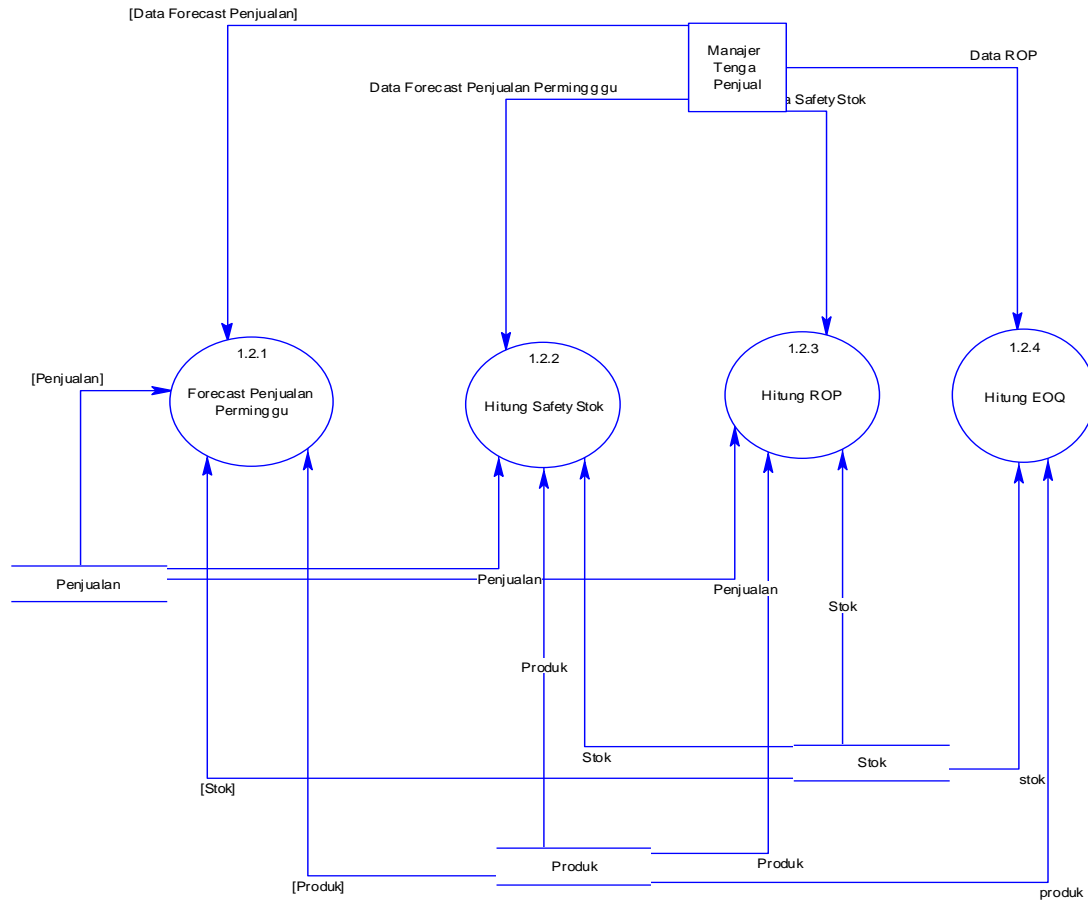 [Data Forecast Penjualan]
Manajer
Tenga
Penjual
Data ROP
Data Forecast Penjualan Perminggu
a Safety Stok
1.2.1
Forecast Penjualan
Perminggu
1.2.2
Hitung Safety Stok
1.2.3
Hitung ROP
1.2.4
Hitung EOQ
[Penjualan]
Penjualan
Penjualan
Penjualan
Stok
Produk
Stok
Stok
stok
[Stok]
Produk
Produk
[Produk]
produk